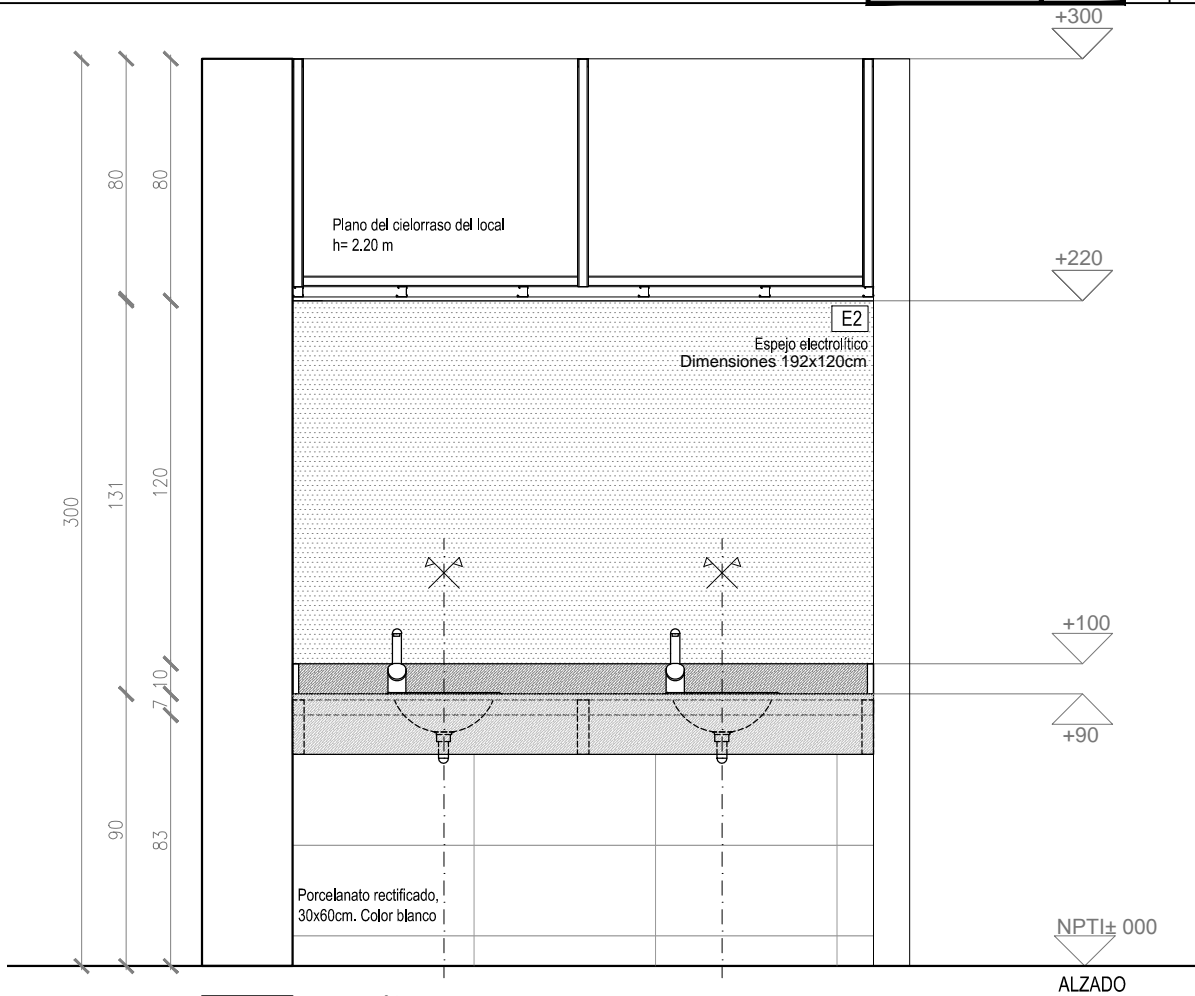 +300
80
80
Plano del cielorraso del local
h= 2.20 m
+220
E2
Espejo electrolítico
Dimensiones 192x120cm
300
131
120
+100
10
7
+90
90
83
Porcelanato rectificado,
30x60cm. Color blanco
NPTI± 000
ALZADO